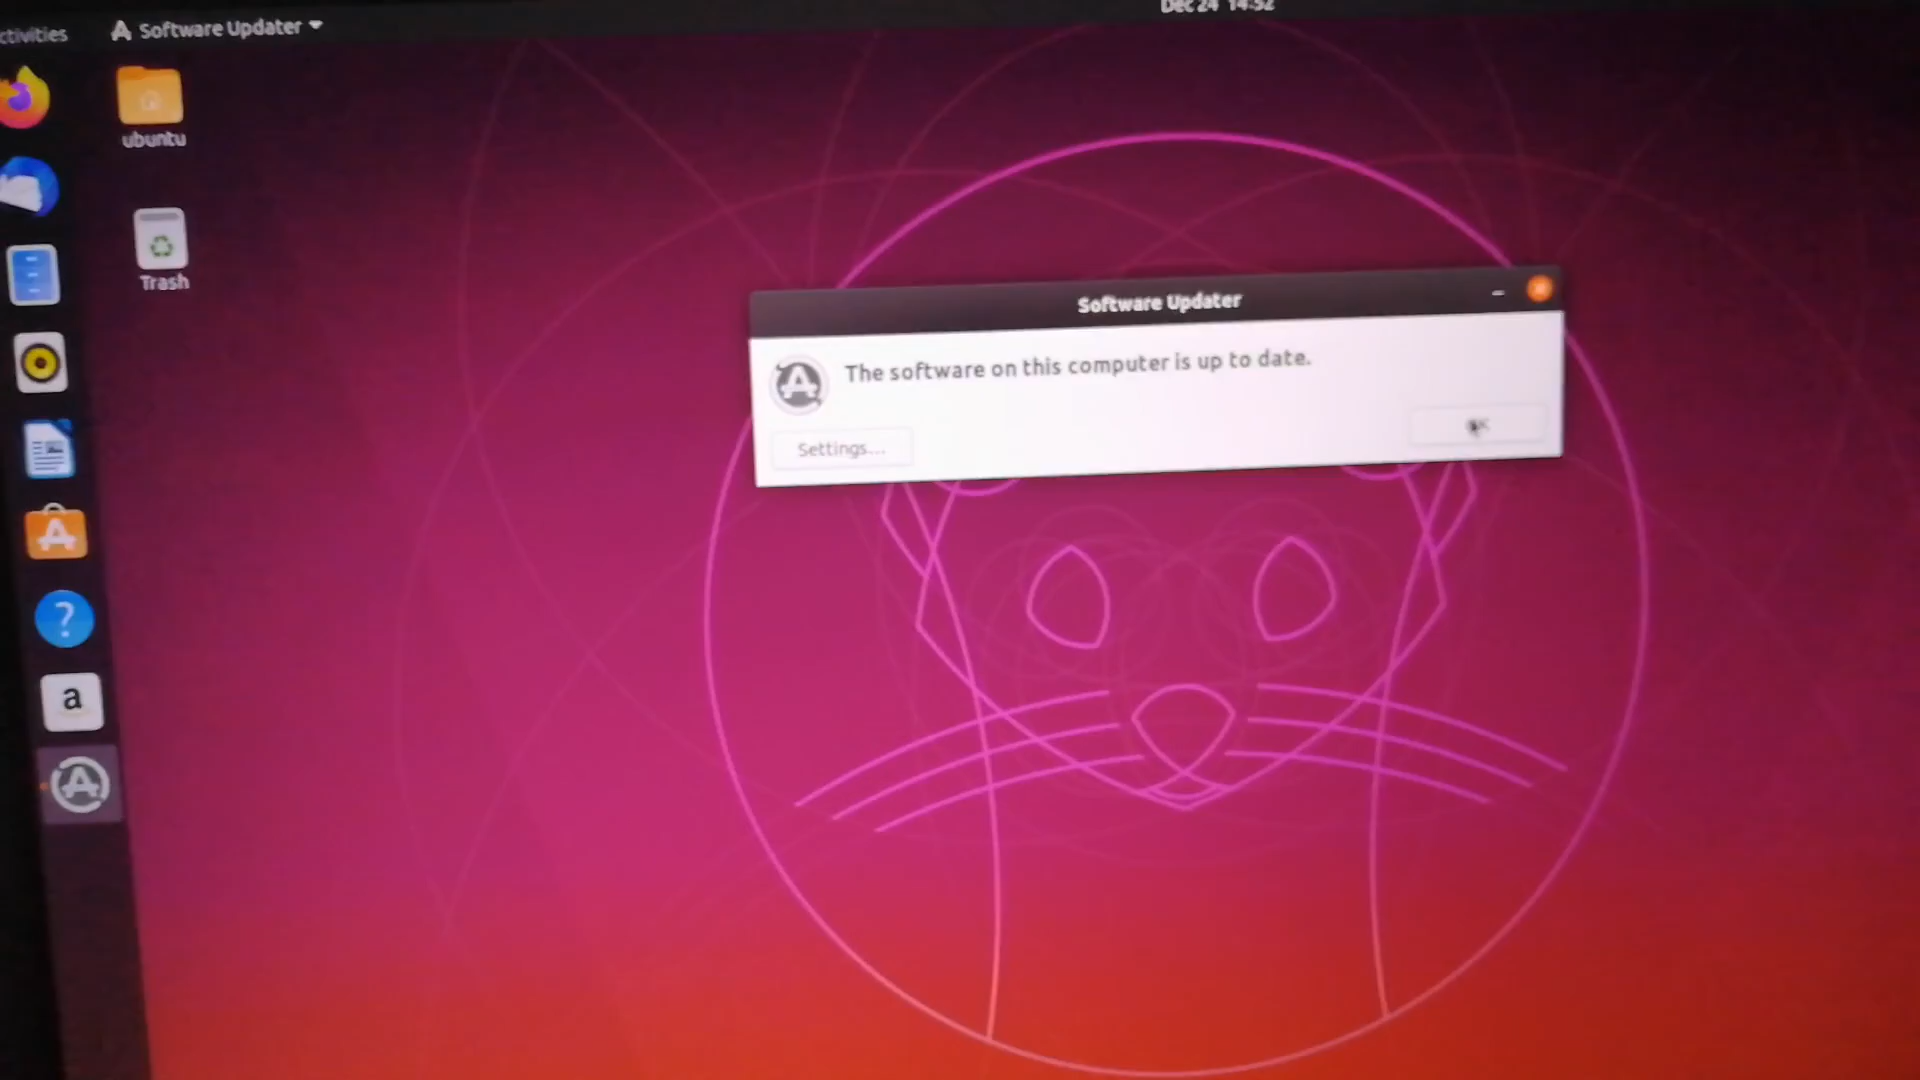 ctivities
Software Updater
Dec 24 14:52
ubuntu
Trash
Software Updater
The software on this computer is up to date.
Settings...
a